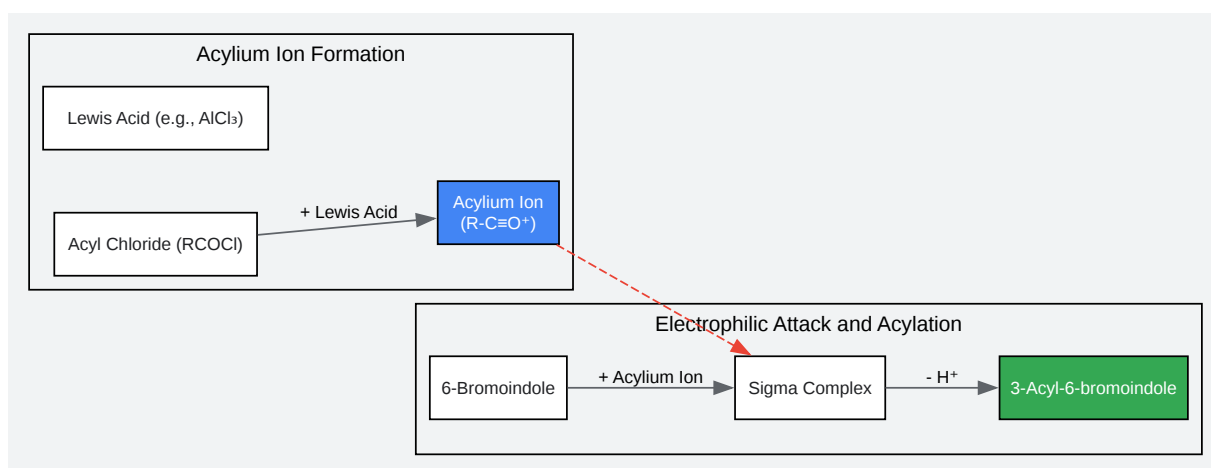 Acylium Ion Formation
Lewis Acid (e.g., AlCl₃)
Acyl Chloride (RCOCl)
+ Lewis Acid
Acylium Ion
(R-C≡O⁺)
Electrophilic Attack and Acylation
6-Bromoindole
+ Acylium Ion
Sigma Complex
- H⁺
3-Acyl-6-bromoindole